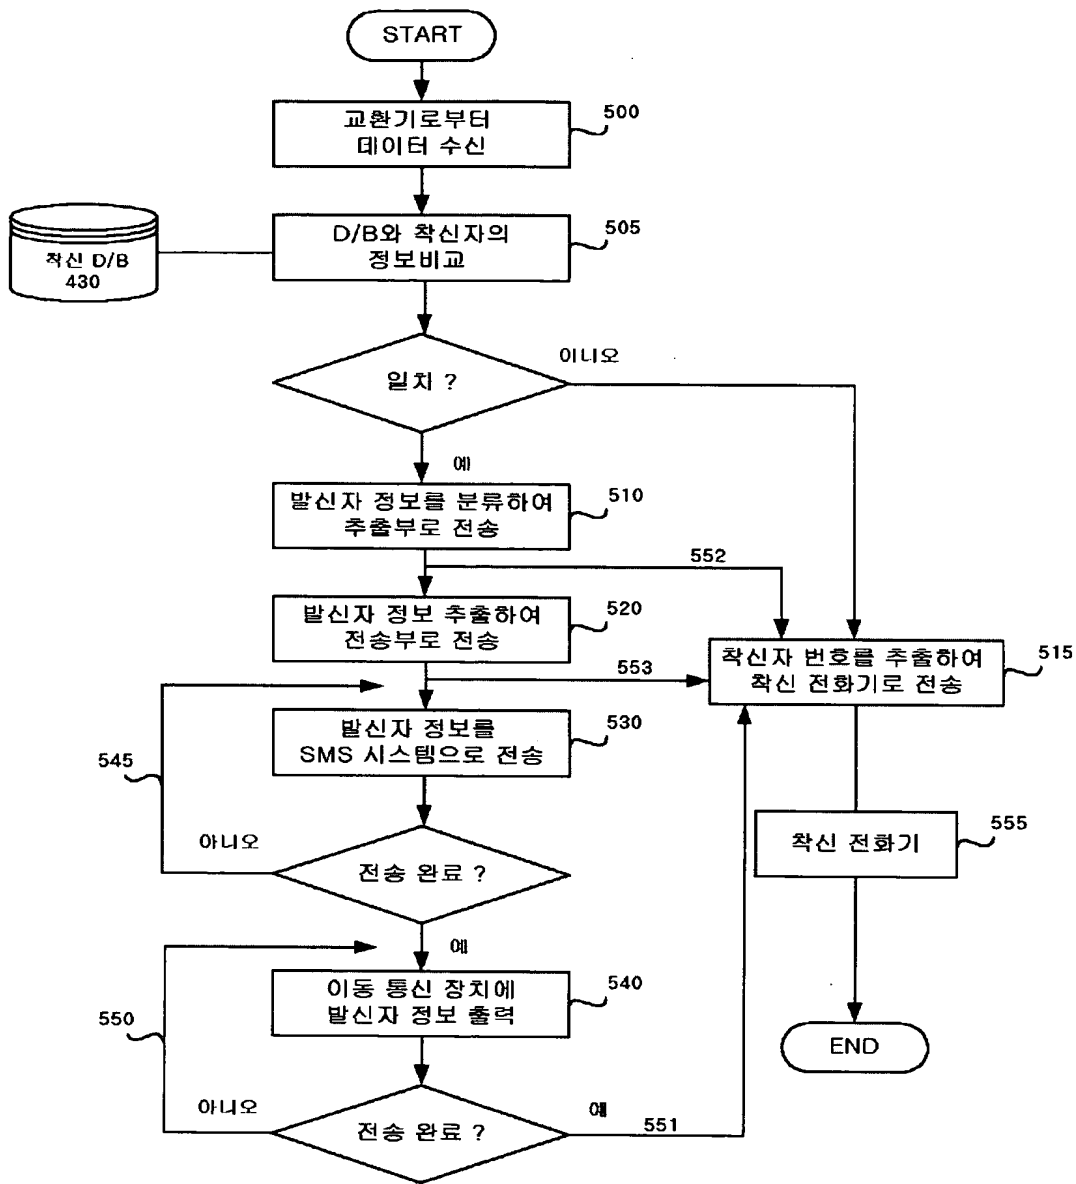 START
교환기로부터
데이터 수신
500
D/B와 착신자의
정보비교
505
착신 D/B
430
일치 ?
아니오
예
발신자 정보를 분류하여
추출부로 전송
510
552
발신자 정보 추출하여
전송부로 전송
520
553
착신자 번호를 추출하여
착신 전화기로 전송
515
발신자 정보를
SMS 시스템으로 전송
530
545
아니오
전송 완료 ?
착신 전화기
555
예
이동 통신 장치에
발신자 정보 출력
540
550
END
아니오
전송 완료 ?
예
551